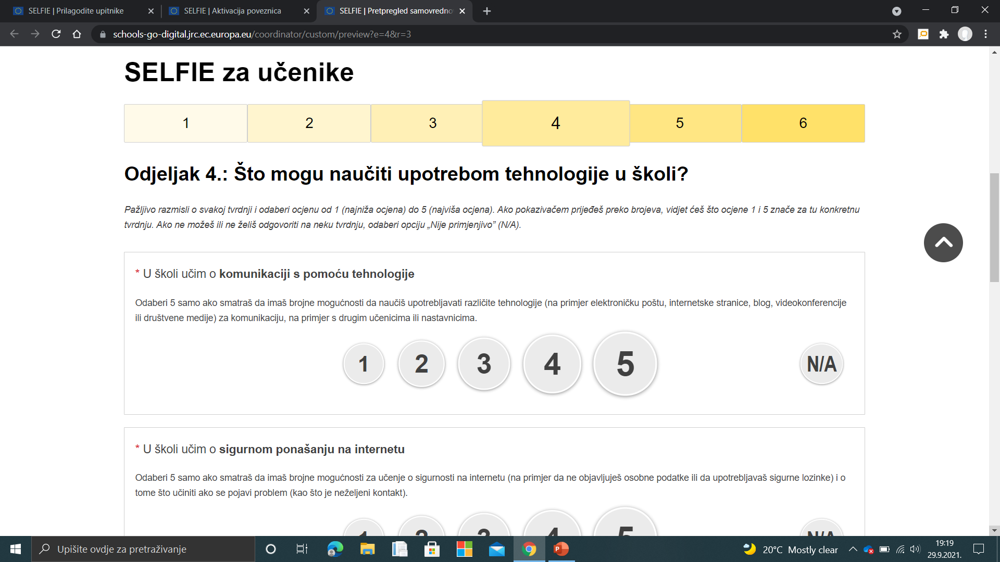 SELFIE | Prilagodite upitnike
SELFIE | Aktivacija poveznica
SELFIE | Pretpregled samovredno
schools-go-digital.jrc.ec.europa.eu/coordinator/custom/preview?e=4&r=3
SELFIE za učenike
1 2 3 4 5 6
Odjeljak 4.: Što mogu naučiti upotrebom tehnologije u školi?
Pažljivo razmisli o svakoj tvrdnji i odaberi ocjenu od 1 (najniža ocjena) do 5 (najviša ocjena). Ako pokazivačem prijeđeš preko brojeva, vidjet ćeš što ocjene 1 i 5 znače za tu konkretnu
tvrdnju. Ako ne možeš ili ne želiš odgovoriti na neku tvrdnju, odaberi opciju „Nije primjenjivo” (N/A).
* U školi učim o komunikaciji s pomoću tehnologije
Odaberi 5 samo ako smatraš da imaš brojne mogućnosti da naučiš upotrebljavati različite tehnologije (na primjer elektroničku poštu, internetske stranice, blog, videokonferencije
ili društvene medije) za komunikaciju, na primjer s drugim učenicima ili nastavnicima.
1 2 3 4 5 N/A
* U školi učim o sigurnom ponašanju na internetu
Odaberi 5 samo ako smatraš da imaš brojne mogućnosti za učenje o sigurnosti na internetu (na primjer da ne objavljuješ osobne podatke ili da upotrebljavaš sigurne lozinke) i o
tome što učiniti ako se pojavi problem (kao što je neželjeni kontakt).
1 2 3 4 5 N/A
Upišite ovdje za pretraživanje
P
20°C Mostly clear
19:19
29.9.2021.